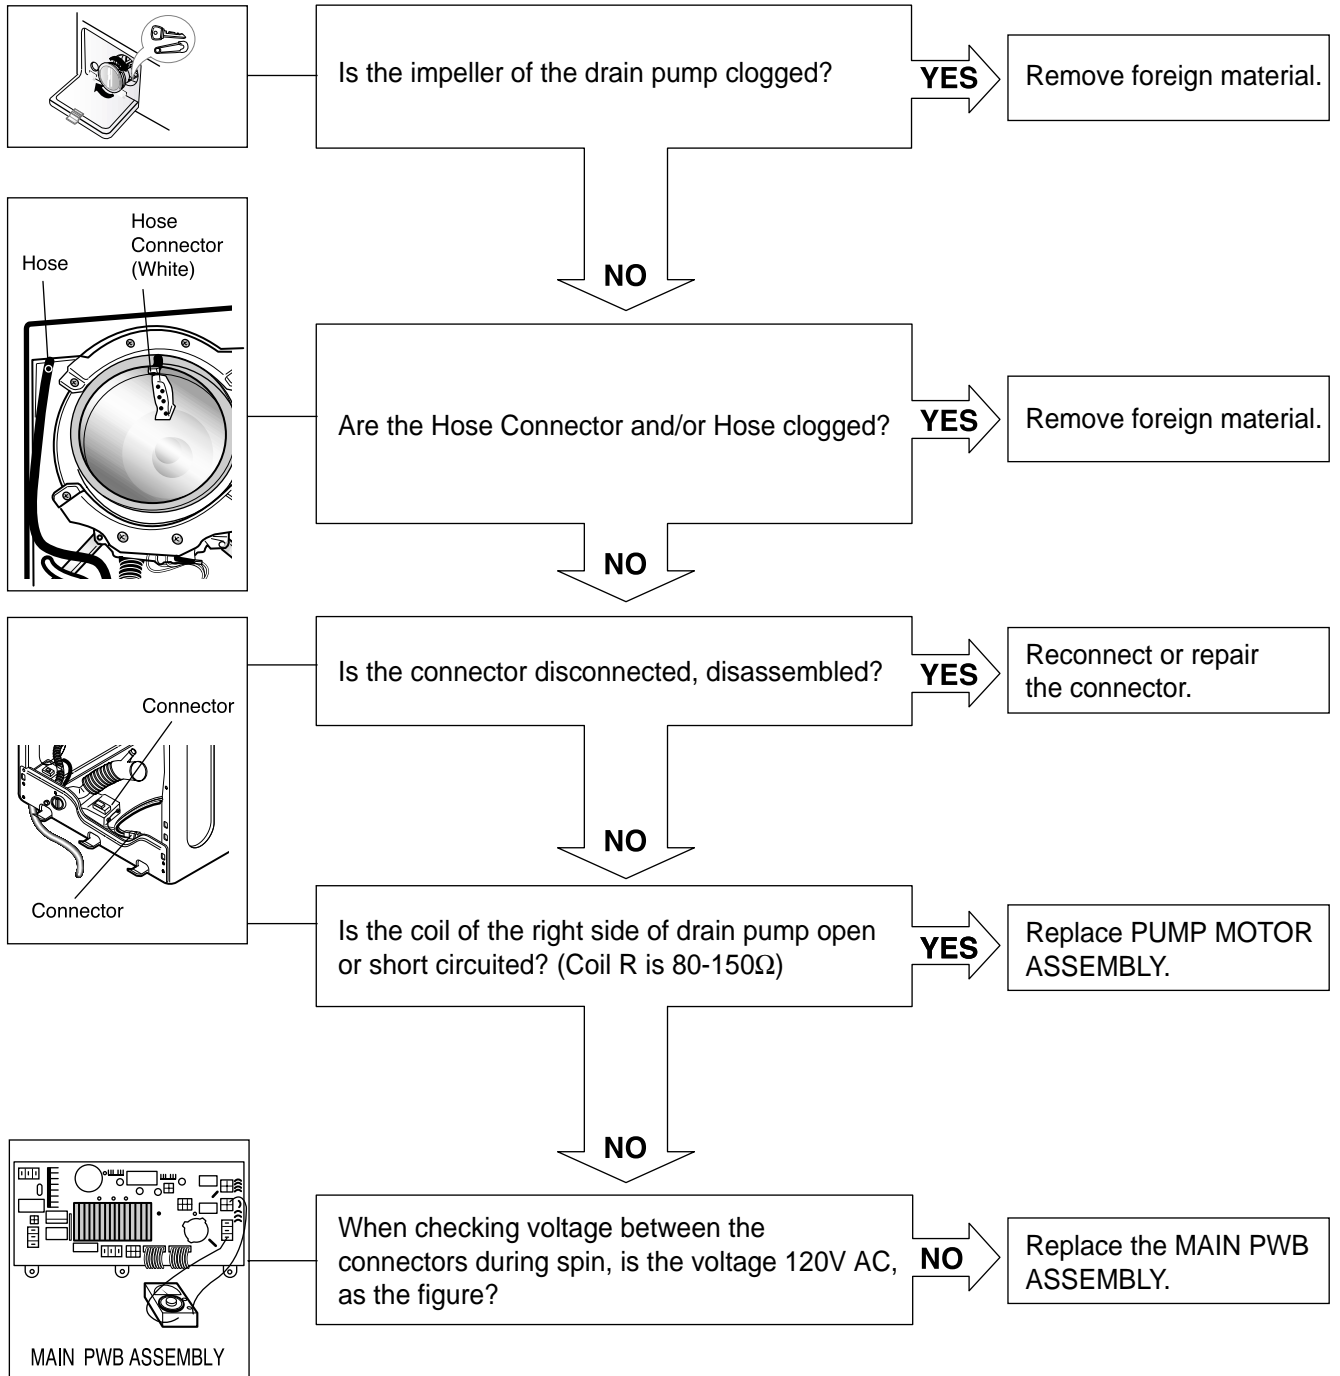 Is the impeller of the drain pump clogged?
YES
Remove foreign material.
NO
Hose
Hose
Connector
(White)
Are the Hose Connector and/or Hose clogged?
YES
Remove foreign material.
NO
Connector
Connector
Is the connector disconnected, disassembled?
YES
Reconnect or repair
the connector.
NO
Is the coil of the right side of drain pump open
or short circuited? (Coil R is 80-150Ω)
YES
Replace PUMP MOTOR
ASSEMBLY.
NO
MAIN PWB ASSEMBLY
When checking voltage between the
connectors during spin, is the voltage 120V AC,
as the figure?
NO
Replace the MAIN PWB
ASSEMBLY.